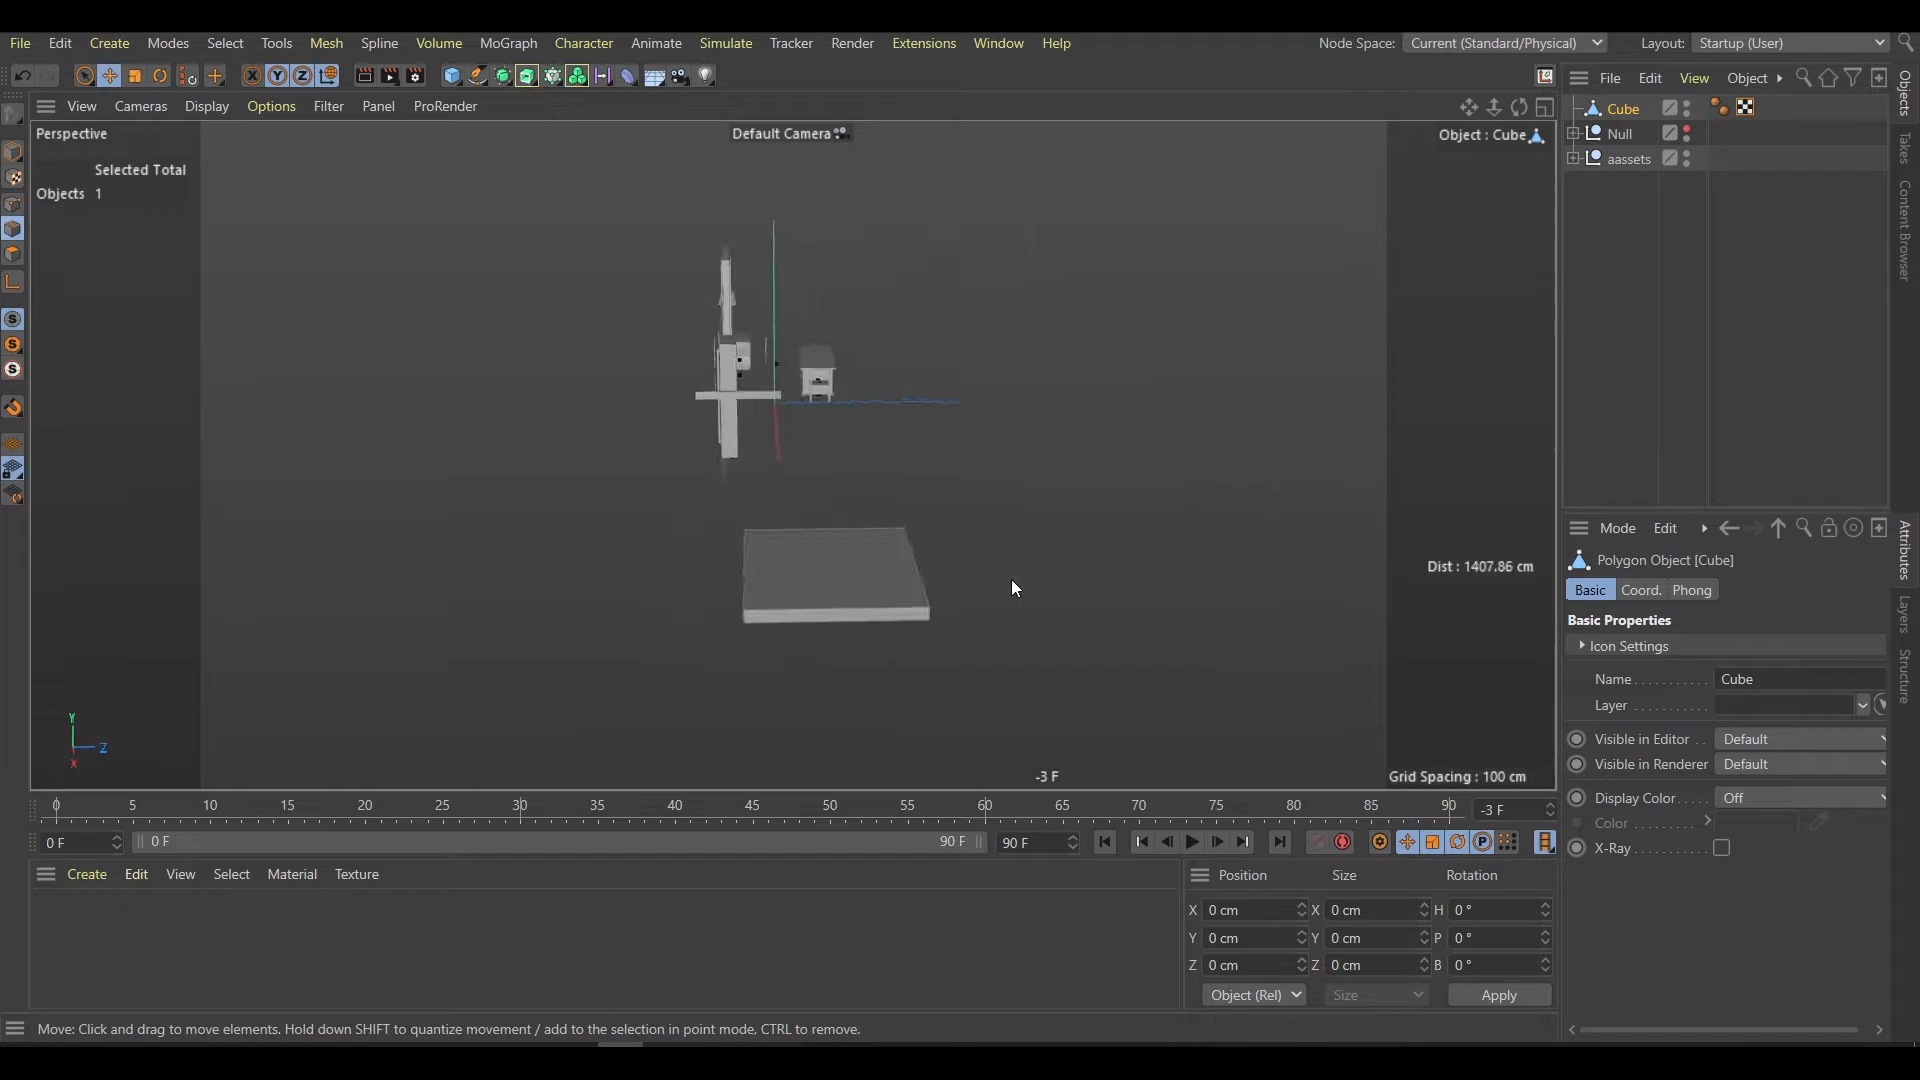 File Edit Create Modes Select Tools Mesh Spline Volume MoGraph Character Animate Simulate Tracker Render Extensions Window Help Node Space: Current (Standard/Physical) Layout: Startup (User)
View Cameras Display Options Filter Panel ProRender
File Edit View Object
Perspective
Default Camera
Object : Cube
Selected Total
Objects 1
Cube
Null
aassets
Objects
Takes
Content Browser
Mode Edit
Attributes
Layers
Structure
Polygon Object [Cube]
Basic Coord. Phong
Basic Properties
Icon Settings
Name Cube
Layer
Visible in Editor Default
Visible in Renderer Default
Display Color Off
Color
X-Ray
Dist : 1407.86 cm
Y
Z
X
-3 F
Grid Spacing : 100 cm
0 5 10 15 20 25 30 35 40 45 50 55 60 65 70 75 80 85 90 -3 F
0 F 0 F 90 F 90 F
Create Edit View Select Material Texture
Position Size Rotation
X 0 cm X 0 cm H 0 °
Y 0 cm Y 0 cm P 0 °
Z 0 cm Z 0 cm B 0 °
Object (Rel) Size Apply
Move: Click and drag to move elements. Hold down SHIFT to quantize movement / add to the selection in point mode, CTRL to remove.